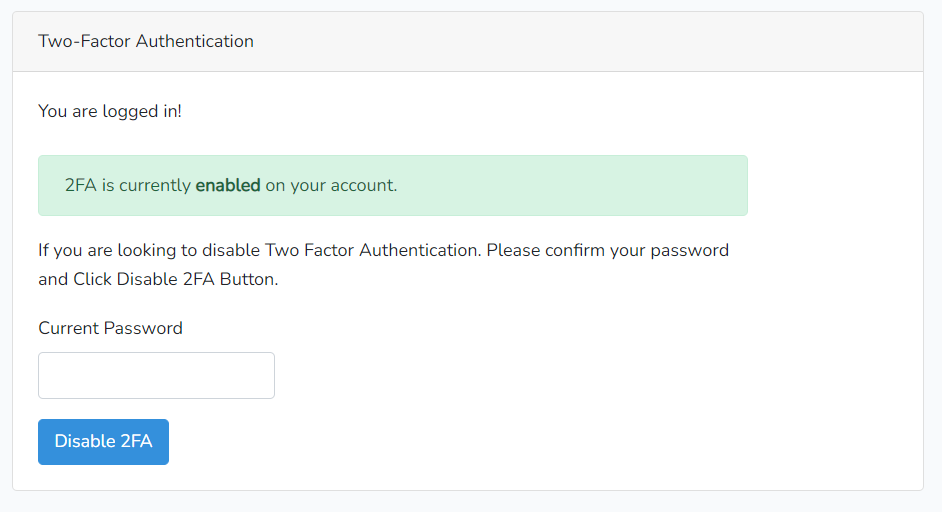 Two-Factor Authentication
You are logged in!
2FA is currently enabled on your account.
If you are looking to disable Two Factor Authentication. Please confirm your password
and Click Disable 2FA Button.
Current Password
Disable 2FA